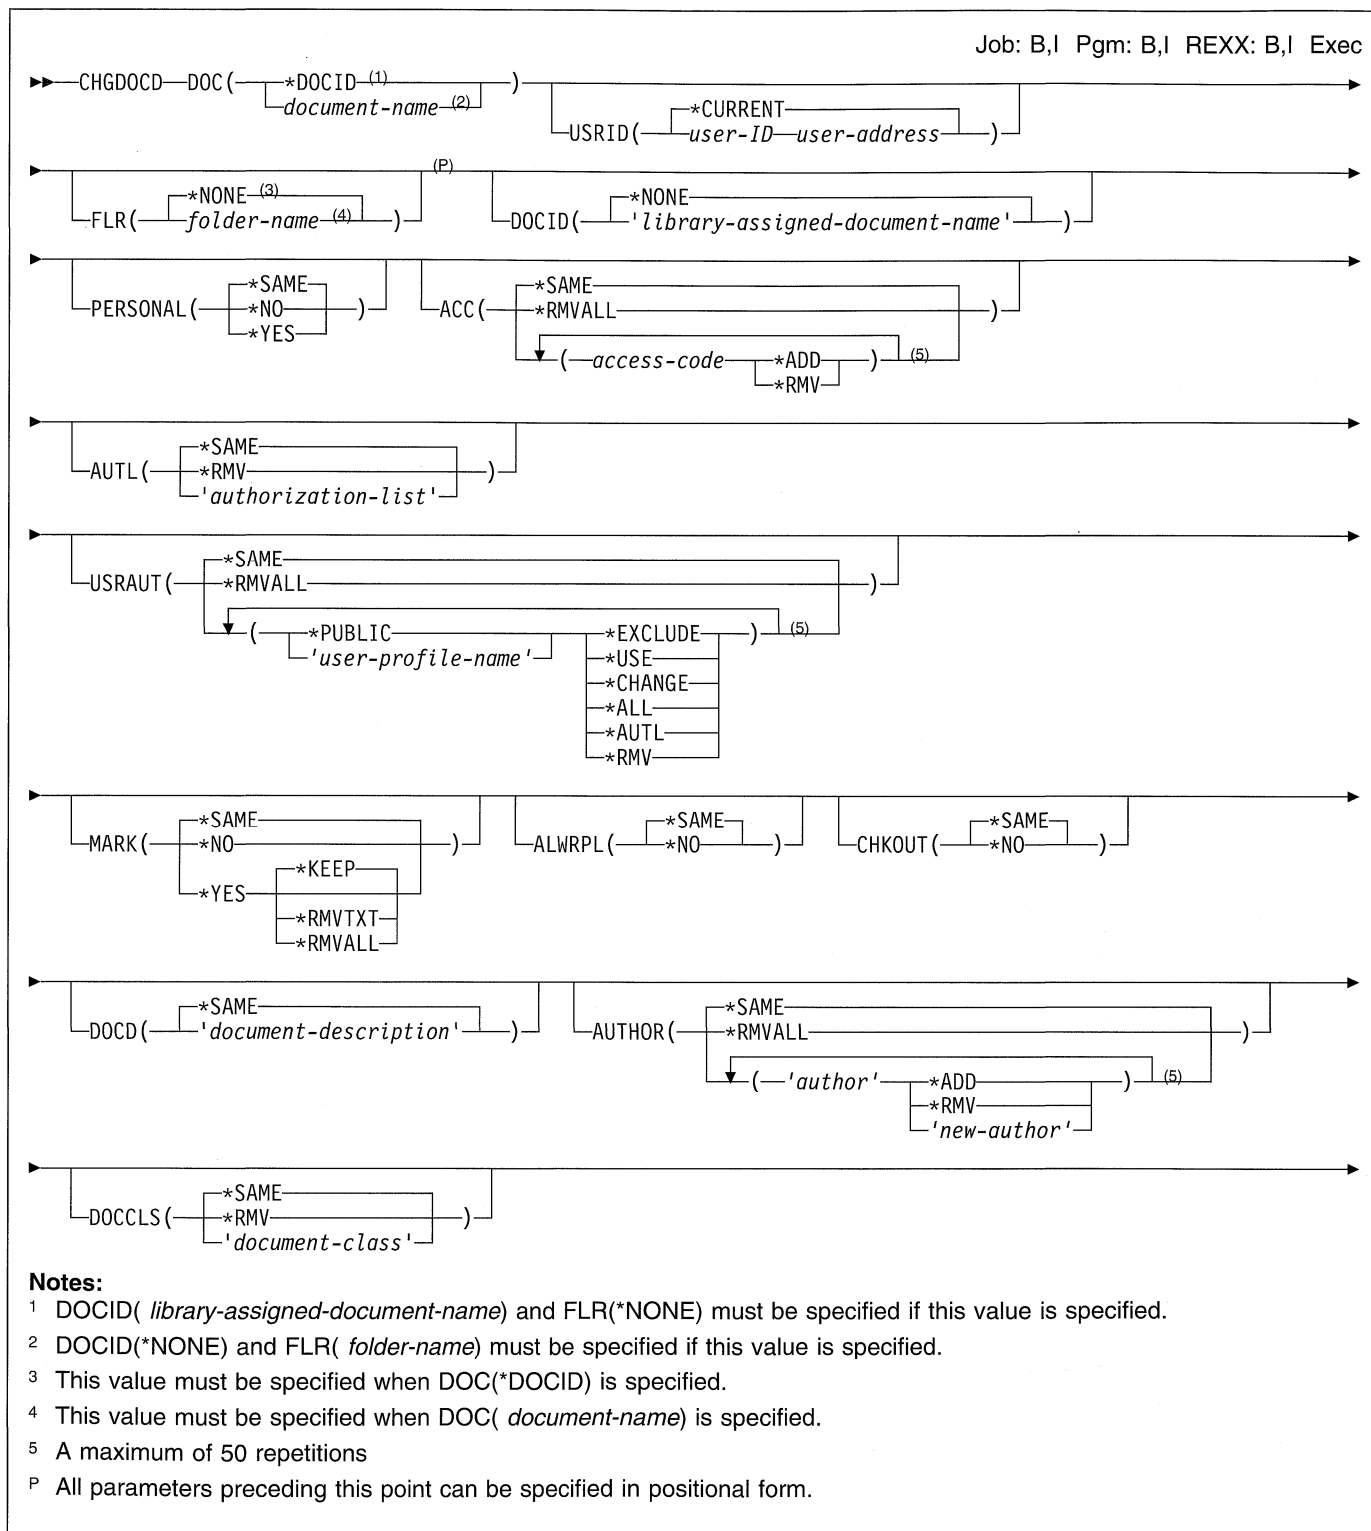 Job: B,I Pgm: B,I REXX: B,I Exec
CHGDOCD DOC( *DOCID (1) )
document-name (2)
*CURRENT
USRID( user-ID user-address )
(P)
*NONE (3)
FLR( folder-name (4) )
*NONE
DOCID( 'library-assigned-document-name' )
*SAME
PERSONAL( *NO )
*YES
*SAME
ACC( *RMVALL )
( access-code *ADD ) (5)
*RMV
*SAME
AUTL( *RMV )
'authorization-list'
*SAME
USRAUT( *RMVALL )
( *PUBLIC *EXCLUDE ) (5)
'user-profile-name' *USE
*CHANGE
*ALL
*AUTL
*RMV
*SAME
MARK( *NO )
*KEEP
*YES
*RMVTXT
*RMVALL
*SAME
ALWRPL( *NO )
*SAME
CHKOUT( *NO )
*SAME
DOCD( 'document-description' )
*SAME
AUTHOR( *RMVALL )
( 'author' *ADD ) (5)
*RMV
'new-author'
*SAME
DOCCLS( *RMV )
'document-class'
Notes:
1 DOCID( library-assigned-document-name) and FLR(*NONE) must be specified if this value is specified.
2 DOCID(*NONE) and FLR( folder-name) must be specified if this value is specified.
3 This value must be specified when DOC(*DOCID) is specified.
4 This value must be specified when DOC( document-name) is specified.
5 A maximum of 50 repetitions
P All parameters preceding this point can be specified in positional form.